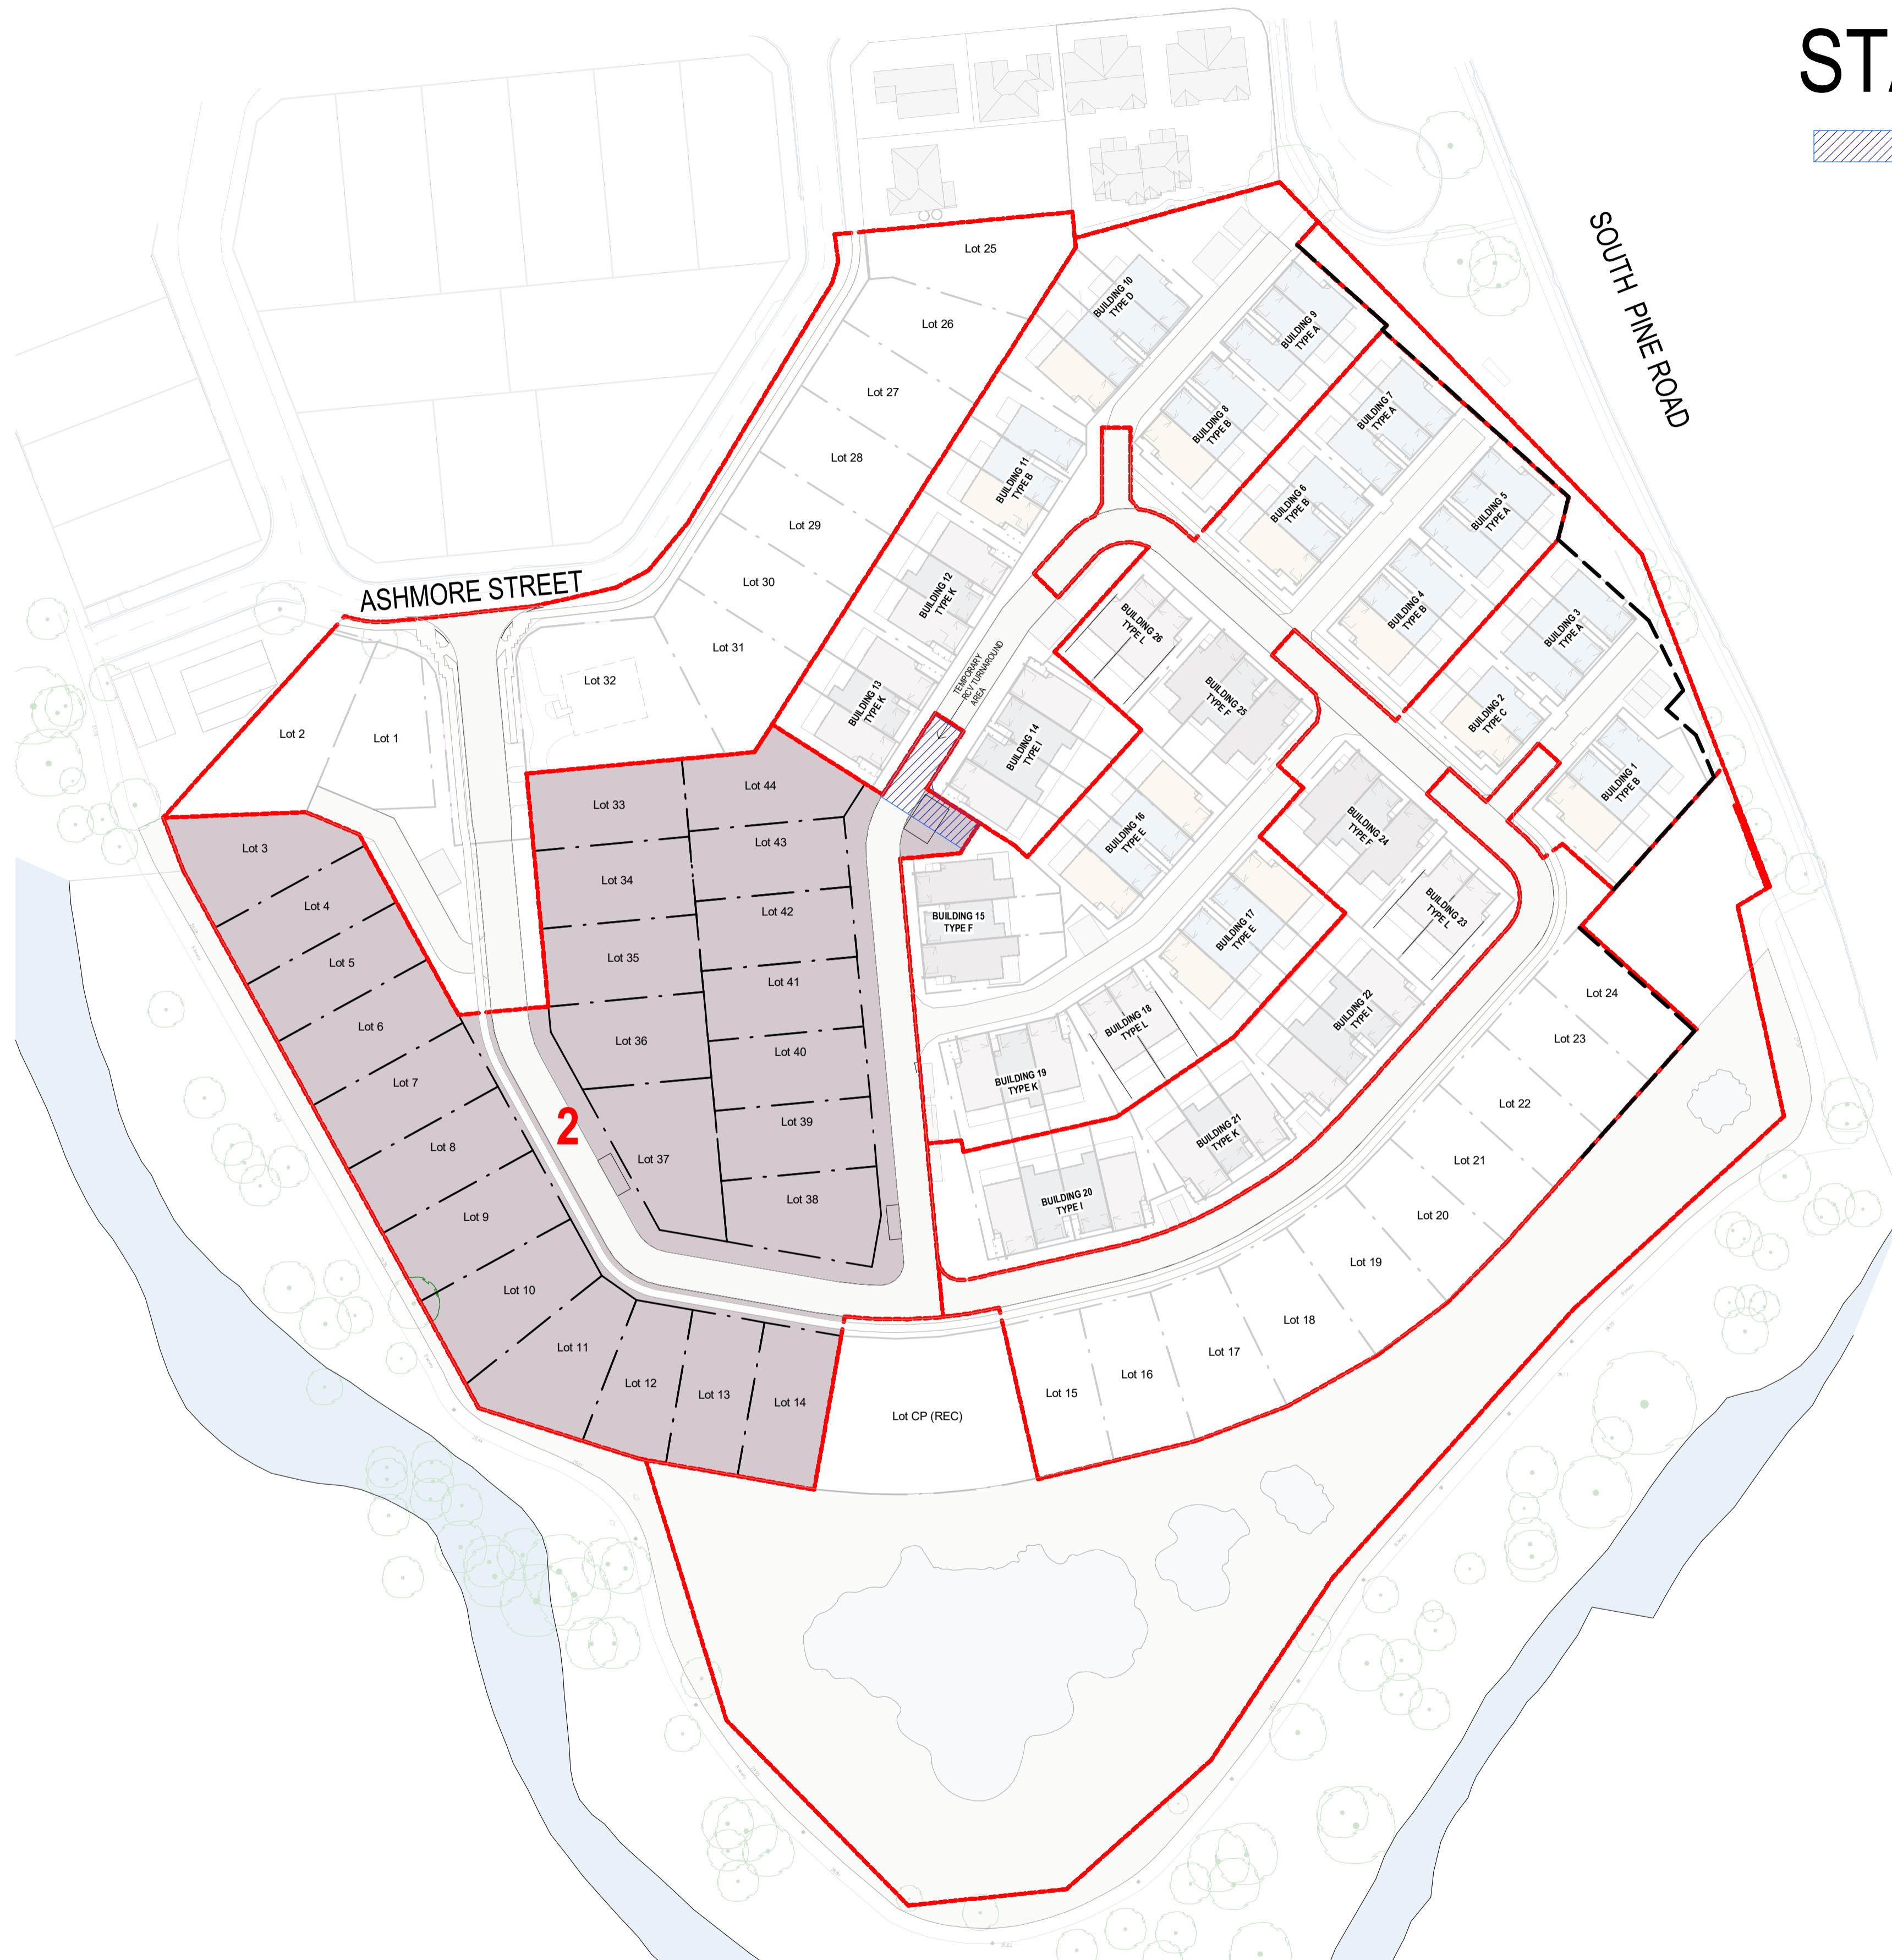 STA
SOUTH PINE ROAD
Lot 25
BUILDING 10
TYPE D
Lot 26
BUILDING 9
TYPE A
Lot 27
BUILDING 8
TYPE B
BUILDING 7
TYPE A
Lot 28
BUILDING 11
TYPE B
BUILDING 6
TYPE B
BUILDING 5
TYPE A
Lot 29
ASHMORE STREET
Lot 30
BUILDING 12
TYPE K
BUILDING 26
TYPE L
BUILDING 4
TYPE B
BUILDING 3
TYPE A
Lot 31
Lot 32
TEMPORARY
RCV TURNAROUND
AREA
BUILDING 13
TYPE K
BUILDING 25
TYPE F
BUILDING 2
TYPE C
Lot 2
Lot 1
BUILDING 14
TYPE I
BUILDING 1
TYPE B
Lot 44
Lot 33
Lot 3
Lot 43
BUILDING 16
TYPE E
BUILDING 24
TYPE F
Lot 34
Lot 4
Lot 42
BUILDING 15
TYPE F
BUILDING 17
TYPE E
BUILDING 23
TYPE L
Lot 5
Lot 35
Lot 41
Lot 24
Lot 6
Lot 36
Lot 40
BUILDING 18
TYPE L
BUILDING 22
TYPE I
Lot 23
Lot 7
BUILDING 19
TYPE K
Lot 22
2
Lot 39
BUILDING 21
TYPE K
Lot 8
Lot 37
Lot 21
Lot 9
Lot 38
BUILDING 20
TYPE I
Lot 20
Lot 10
Lot 19
Lot 11
Lot 18
Lot 12
Lot 13
Lot 14
Lot CP (REC)
Lot 15
Lot 16
Lot 17